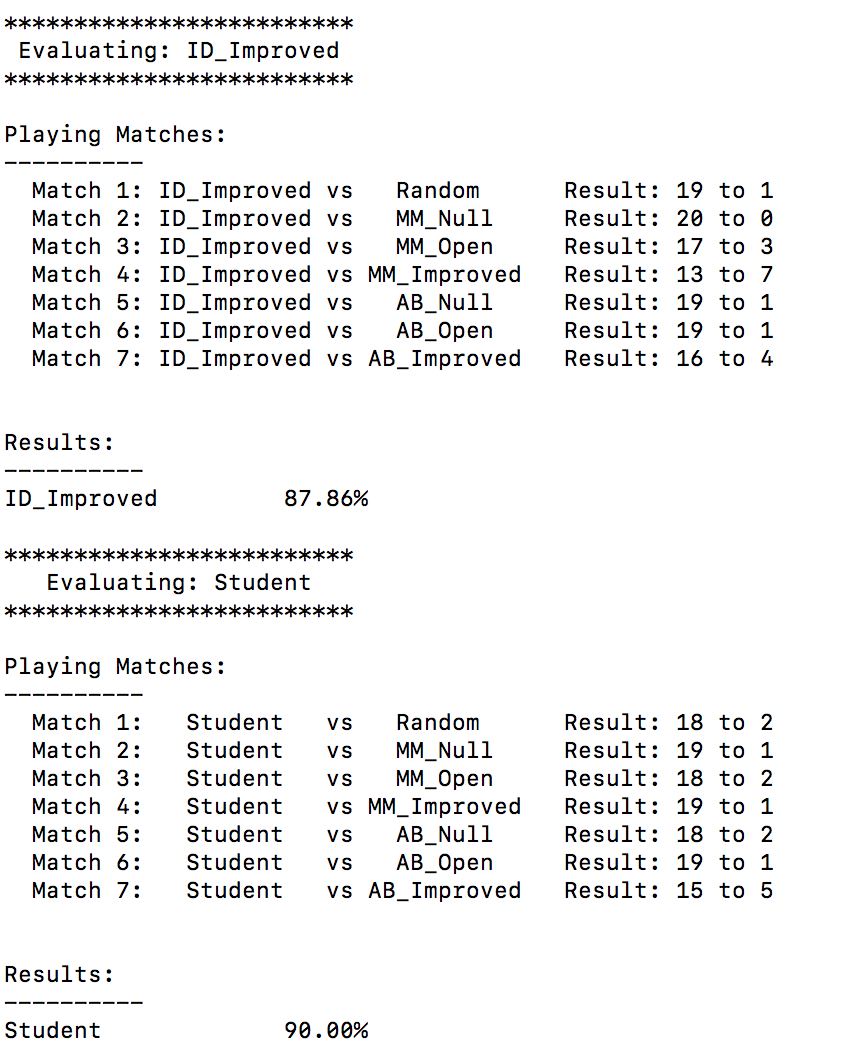 *************************
 Evaluating: ID_Improved
*************************

Playing Matches:
----------
  Match 1: ID_Improved vs   Random      Result: 19 to 1
  Match 2: ID_Improved vs   MM_Null     Result: 20 to 0
  Match 3: ID_Improved vs   MM_Open     Result: 17 to 3
  Match 4: ID_Improved vs MM_Improved   Result: 13 to 7
  Match 5: ID_Improved vs   AB_Null     Result: 19 to 1
  Match 6: ID_Improved vs   AB_Open     Result: 19 to 1
  Match 7: ID_Improved vs AB_Improved   Result: 16 to 4


Results:
----------
ID_Improved         87.86%

*************************
   Evaluating: Student
*************************

Playing Matches:
----------
  Match 1:   Student   vs   Random      Result: 18 to 2
  Match 2:   Student   vs   MM_Null     Result: 19 to 1
  Match 3:   Student   vs   MM_Open     Result: 18 to 2
  Match 4:   Student   vs MM_Improved   Result: 19 to 1
  Match 5:   Student   vs   AB_Null     Result: 18 to 2
  Match 6:   Student   vs   AB_Open     Result: 19 to 1
  Match 7:   Student   vs AB_Improved   Result: 15 to 5


Results:
----------
Student             90.00%